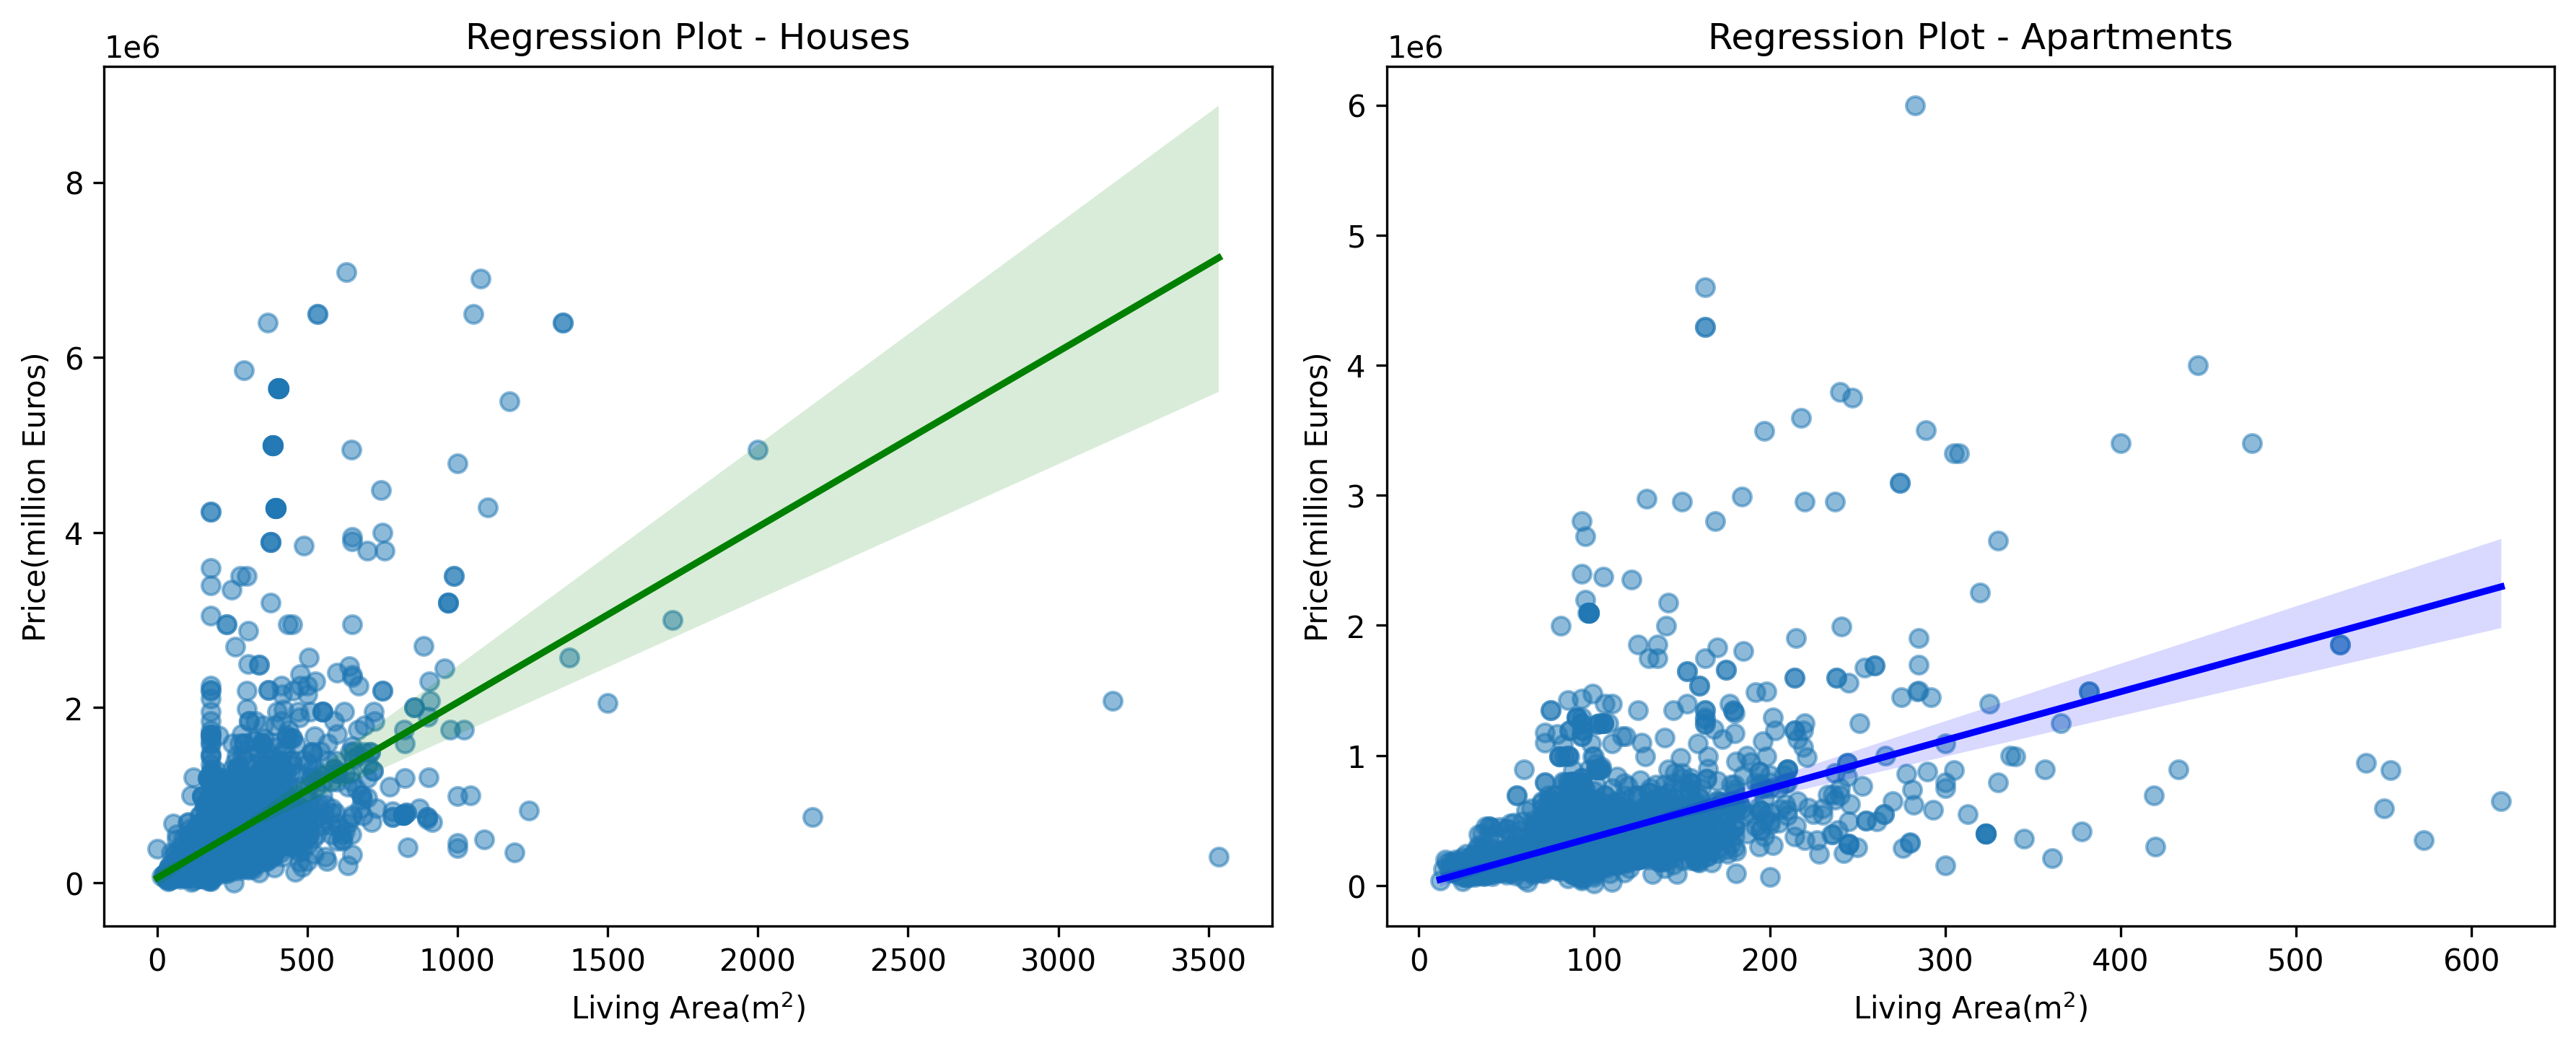 Regression Plot - Houses
1e6
8
6
4
2
0
Price(million Euros)
0 500 1000 1500 2000 2500 3000 3500
Living Area(m²)
Regression Plot - Apartments
1e6
6
5
4
3
2
1
0
Price(million Euros)
0 100 200 300 400 500 600
Living Area(m²)